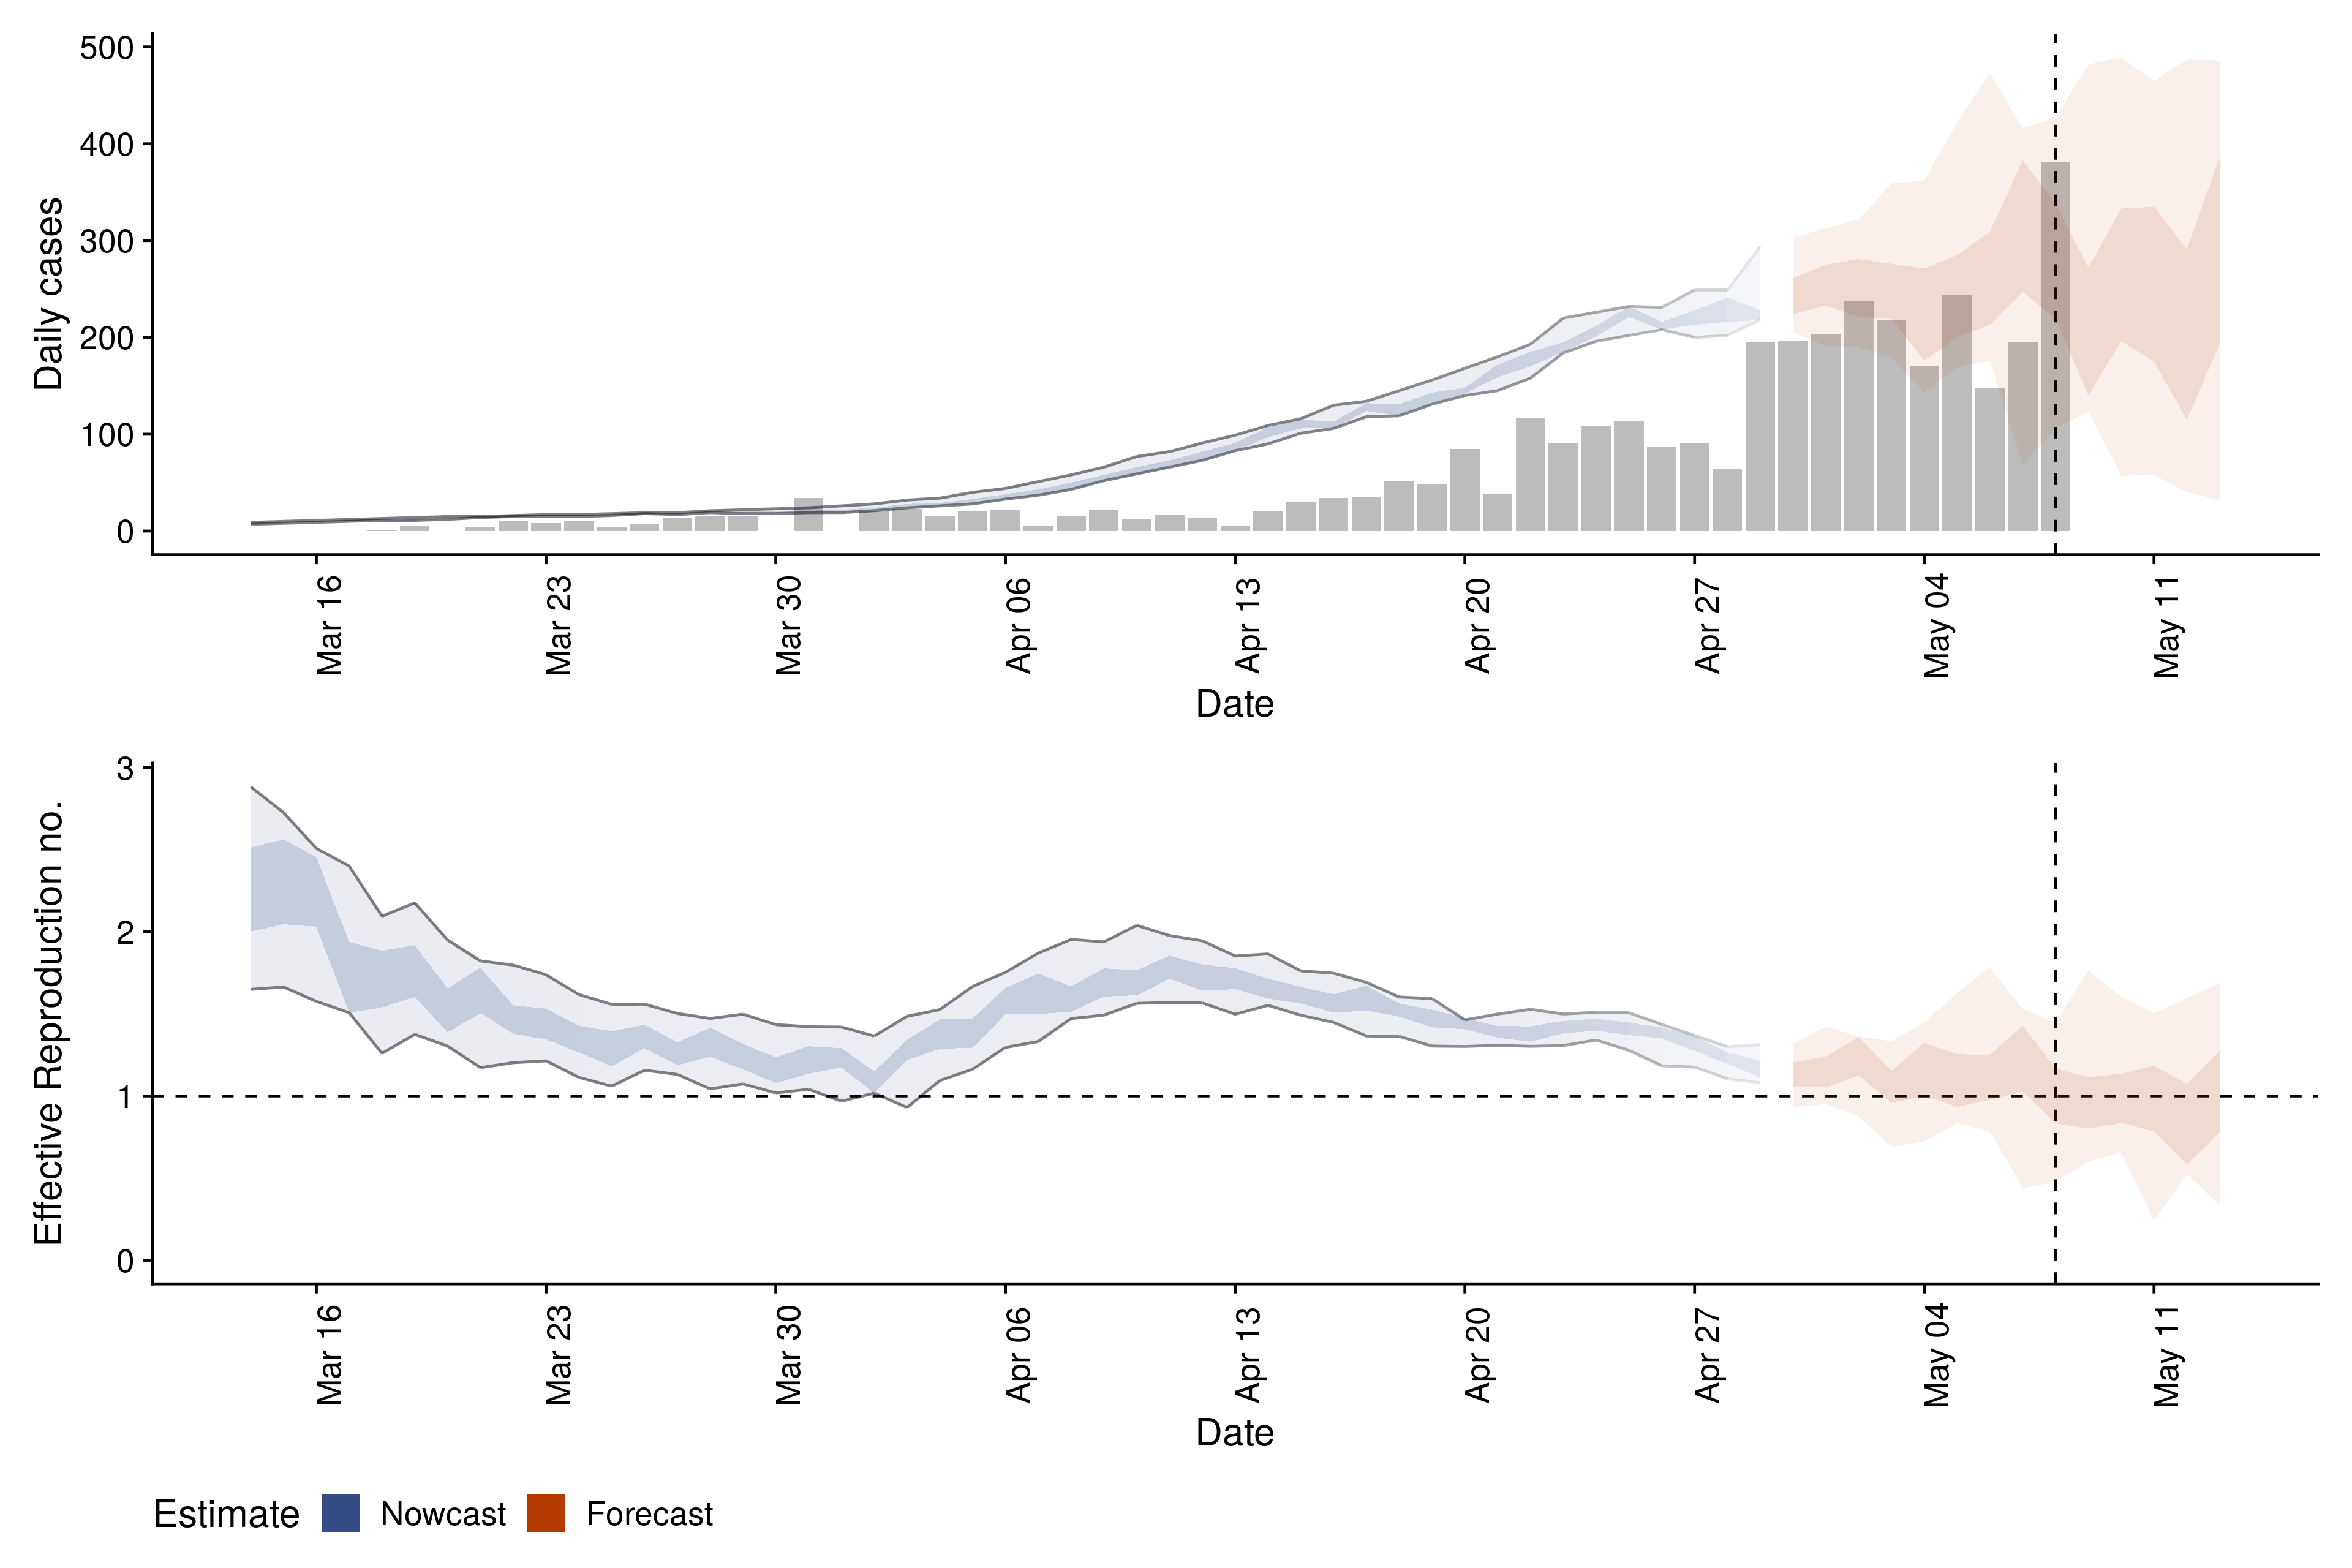 500
400
300
200
100
0
Daily cases
Mar 16
Mar 23
Mar 30
Apr 06
Apr 13
Apr 20
Apr 27
May 04
May 11
Date
3
2
1
0
Effective Reproduction no.
Mar 16
Mar 23
Mar 30
Apr 06
Apr 13
Apr 20
Apr 27
May 04
May 11
Date
Estimate Nowcast Forecast